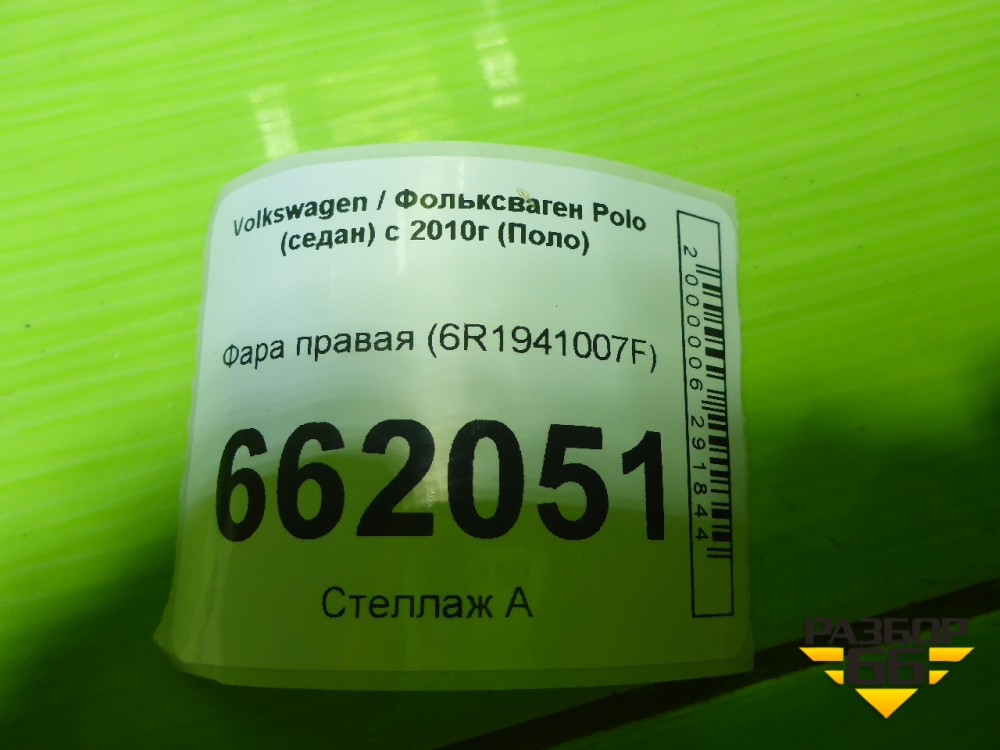 Volkswagen / Фольксваген Polo
(седан) с 2010г (Поло)
Фара правая (6R1941007F)
662051
Стеллаж А
2000006291844
РАЗБОР
66